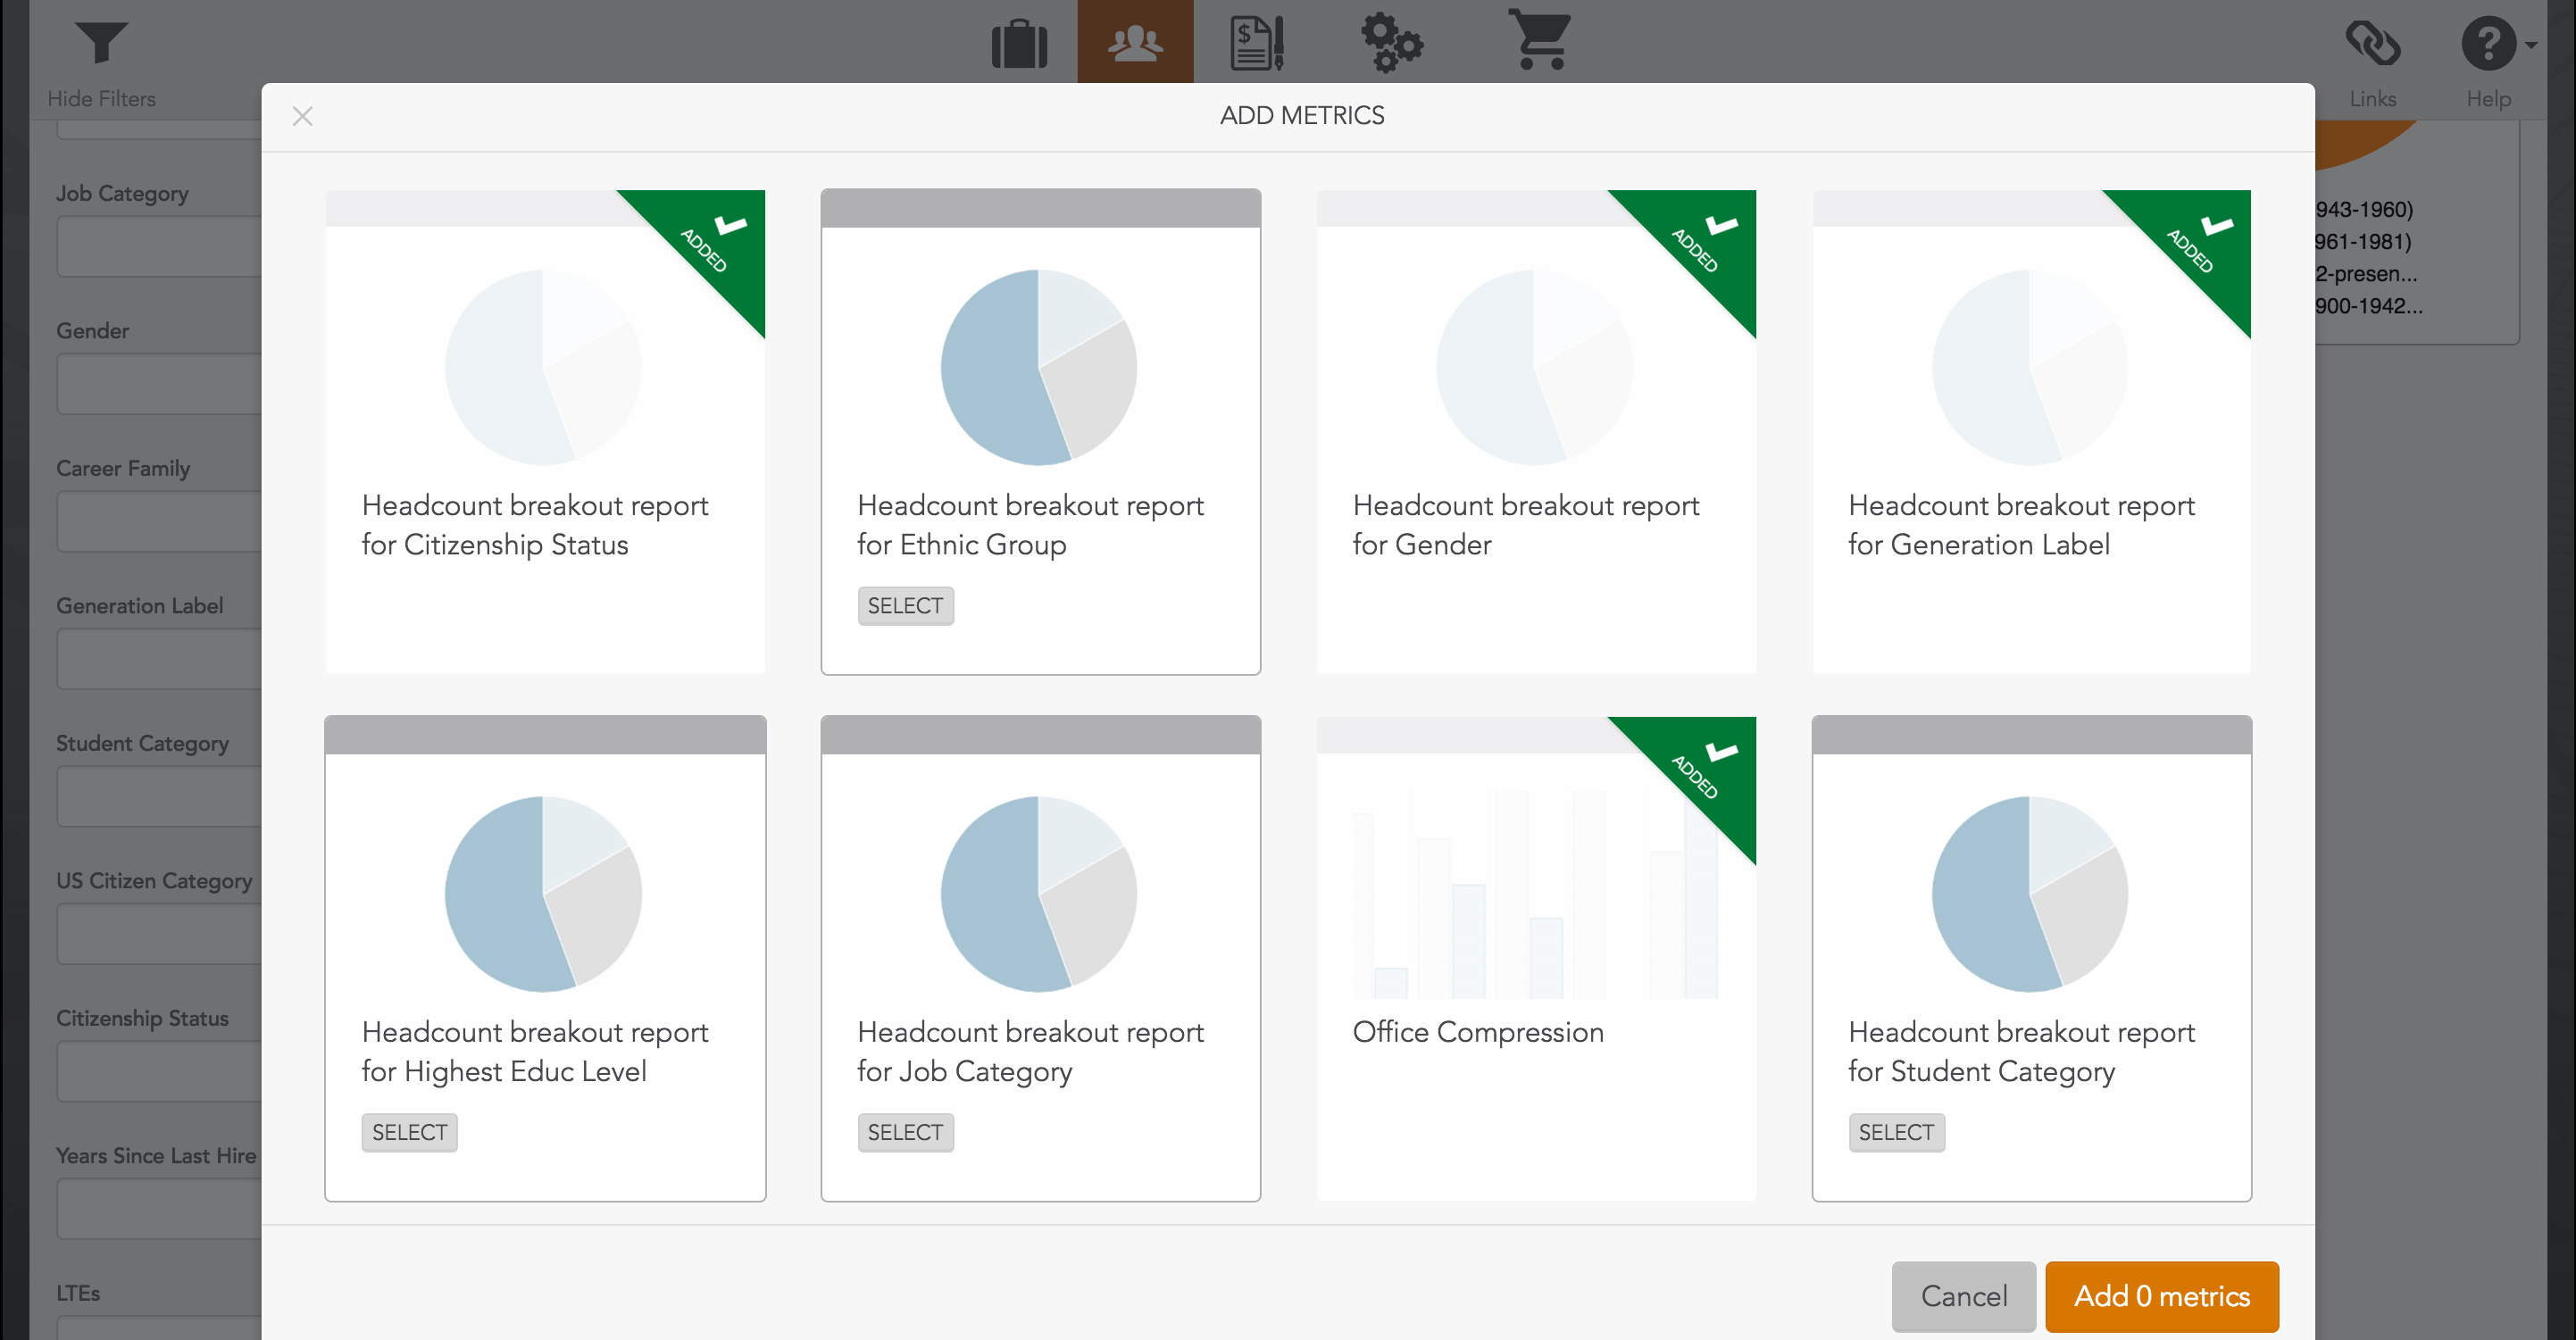 Hide Filters
Links
Help
ADD METRICS
Job Category
Gender
Career Family
Generation Label
Student Category
US Citizen Category
Citizenship Status
Years Since Last Hire
LTEs
ADDED
Headcount breakout report
for Citizenship Status
Headcount breakout report
for Ethnic Group
SELECT
ADDED
Headcount breakout report
for Gender
ADDED
Headcount breakout report
for Generation Label
Headcount breakout report
for Highest Educ Level
SELECT
Headcount breakout report
for Job Category
SELECT
ADDED
Office Compression
Headcount breakout report
for Student Category
SELECT
943-1960)
961-1981)
2-presen...
900-1942...
Cancel
Add 0 metrics